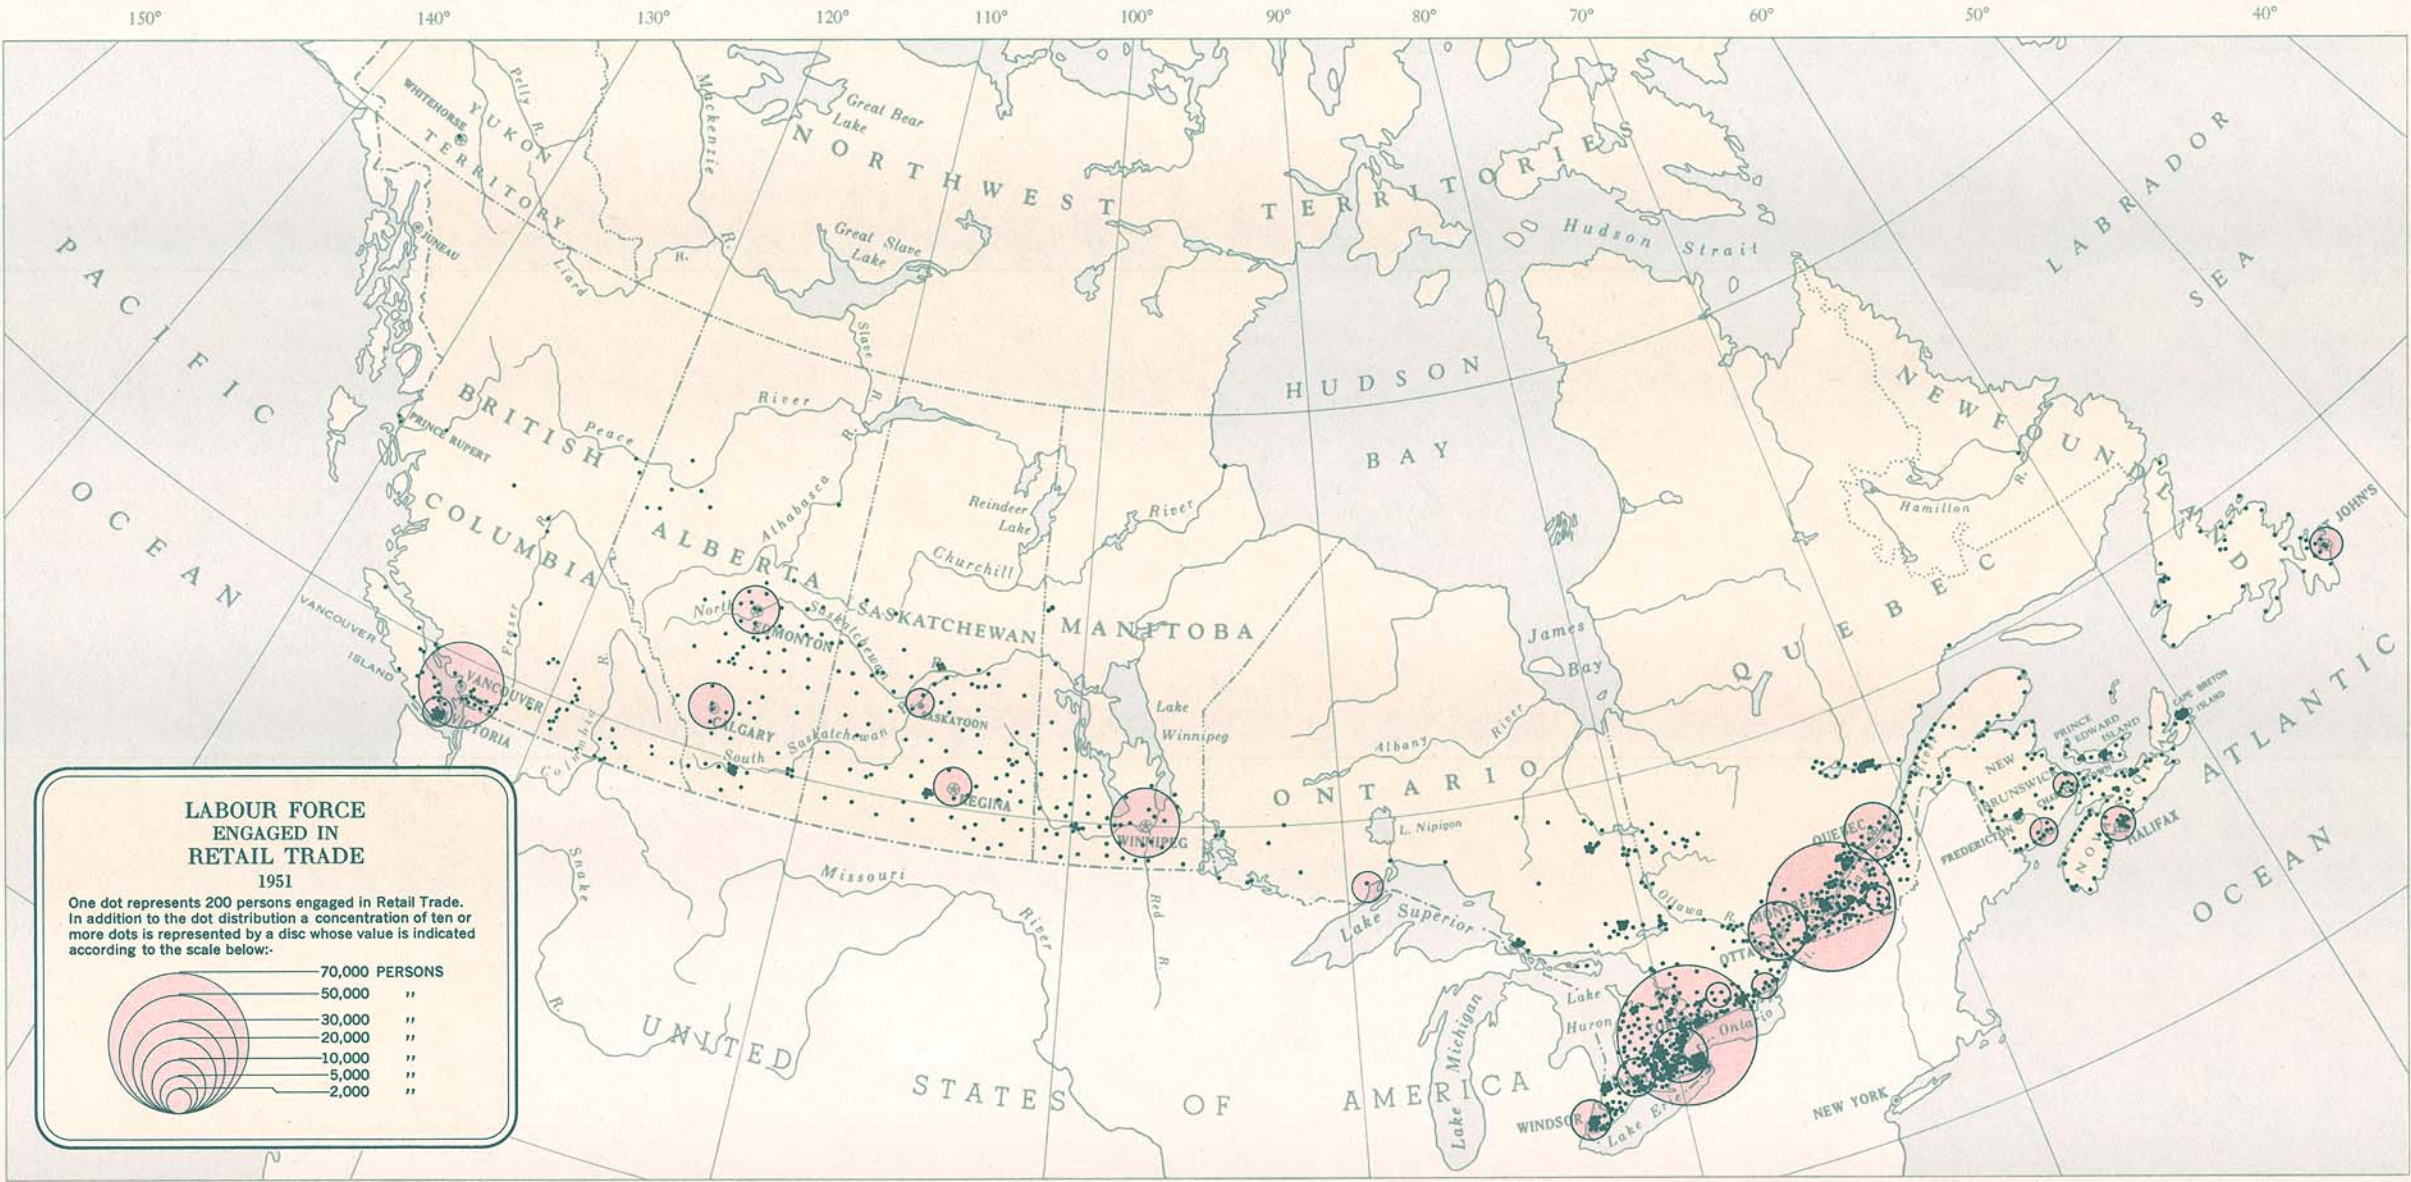 150° 140° 130° 120° 110° 100° 90° 80° 70° 60° 50° 40°
WHITEHORSE
YUKON
TERRITORY
Pelly R.
Mackenzie
R.
Great Bear
Lake
NORTHWEST TERRITORIES
Great Slave
Lake
Liard
R.
Slave
R.
JUNEAU
Hudson Strait
LABRADOR
SEA
PACIFIC
OCEAN
HUDSON
BAY
PRINCE RUPERT
BRITISH
COLUMBIA
Peace
River
ALBERTA
Athabasca
R.
Reindeer
Lake
Churchill
River
NEWFOUNDLAND
Hamilton
R.
ST JOHN'S
VANCOUVER
ISLAND
Fraser
R.
R.
North
Saskatchewan
R.
EDMONTON
SASKATCHEWAN
MANITOBA
James
Bay
QUEBEC
VANCOUVER
VICTORIA
Columbia
CALGARY
South
Saskatchewan
SASKATOON
REGINA
Lake
Winnipeg
WINNIPEG
Albany
River
ONTARIO
L. Nipigon
PRINCE
EDWARD
ISLAND
CAPE BRETON
ISLAND
NEW
BRUNSWICK
FREDERICTON
HALIFAX
ATLANTIC
OCEAN
QUEBEC
MONTREAL
Ottawa R.
OTTAWA
Lake Superior
Lake
Huron
Lake Michigan
Ontario
Lake Erie
WINDSOR
NEW YORK
Snake
R.
Missouri
River
Red
R.
UNITED
STATES
OF
AMERICA
LABOUR FORCE
ENGAGED IN
RETAIL TRADE
1951
One dot represents 200 persons engaged in Retail Trade.
In addition to the dot distribution a concentration of ten or
more dots is represented by a disc whose value is indicated
according to the scale below:-
70,000 PERSONS
50,000 "
30,000 "
20,000 "
10,000 "
5,000 "
2,000 "